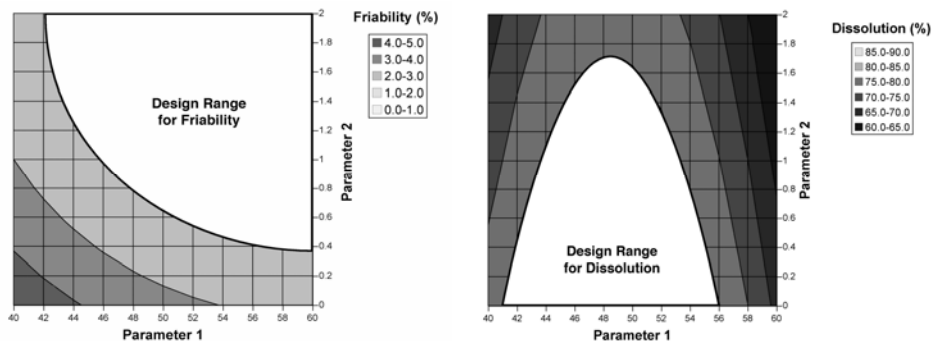 Friability (%)
4.0-5.0
3.0-4.0
2.0-3.0
1.0-2.0
0.0-1.0
Design Range
for Friability
2
1.8
1.6
1.4
1.2
1
0.8
0.6
0.4
0.2
0
Parameter 2
40 42 44 46 48 50 52 54 56 58 60
Parameter 1
Dissolution (%)
85.0-90.0
80.0-85.0
75.0-80.0
70.0-75.0
65.0-70.0
60.0-65.0
Design Range
for Dissolution
2
1.8
1.6
1.4
1.2
1
0.8
0.6
0.4
0.2
0
Parameter 2
40 42 44 46 48 50 52 54 56 58 60
Parameter 1